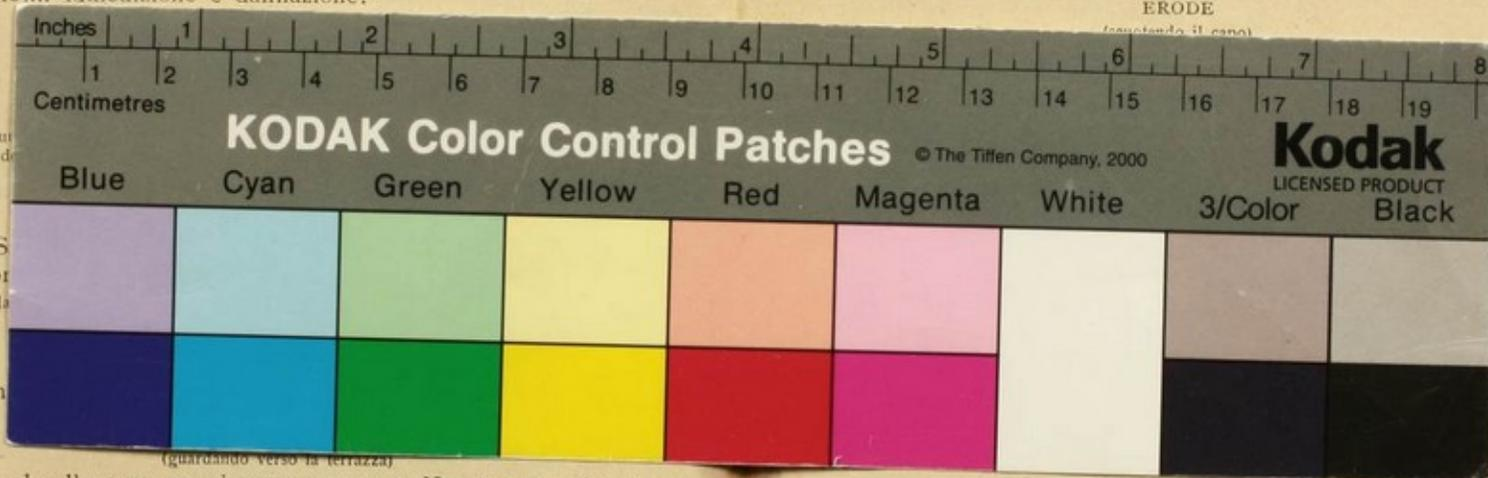 ERODE
Inches 1 2 3 4 5 6 7 8
1 2 3 4 5 6 7 8 9 10 11 12 13 14 15 16 17 18 19
Centimetres
KODAK Color Control Patches © The Tiffen Company, 2000
Kodak
LICENSED PRODUCT
Blue Cyan Green Yellow Red Magenta White 3/Color Black
(guardando verso la terrazza)